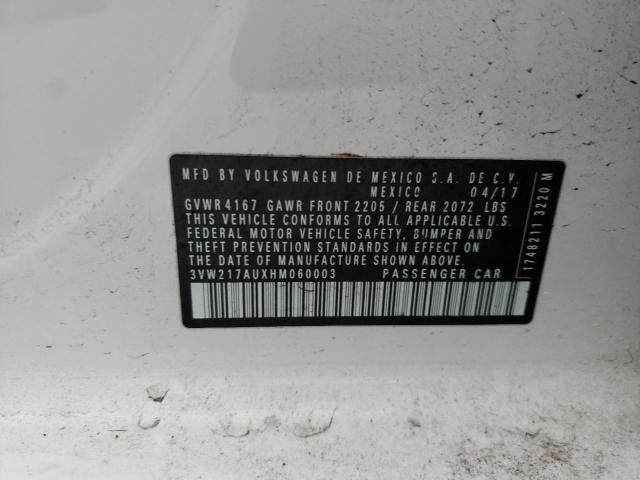 MFD BY VOLKSWAGEN DE MEXICO S.A. DE C.V.
MEXICO 04/17
GVWR 4167 GAWR FRONT 2205 / REAR 2072 LBS
THIS VEHICLE CONFORMS TO ALL APPLICABLE U.S.
FEDERAL MOTOR VEHICLE SAFETY, BUMPER AND
THEFT PREVENTION STANDARDS IN EFFECT ON
THE DATE OF MANUFACTURE SHOWN ABOVE.
3VW217AUXHM060003 PASSENGER CAR
1748211 3220 M